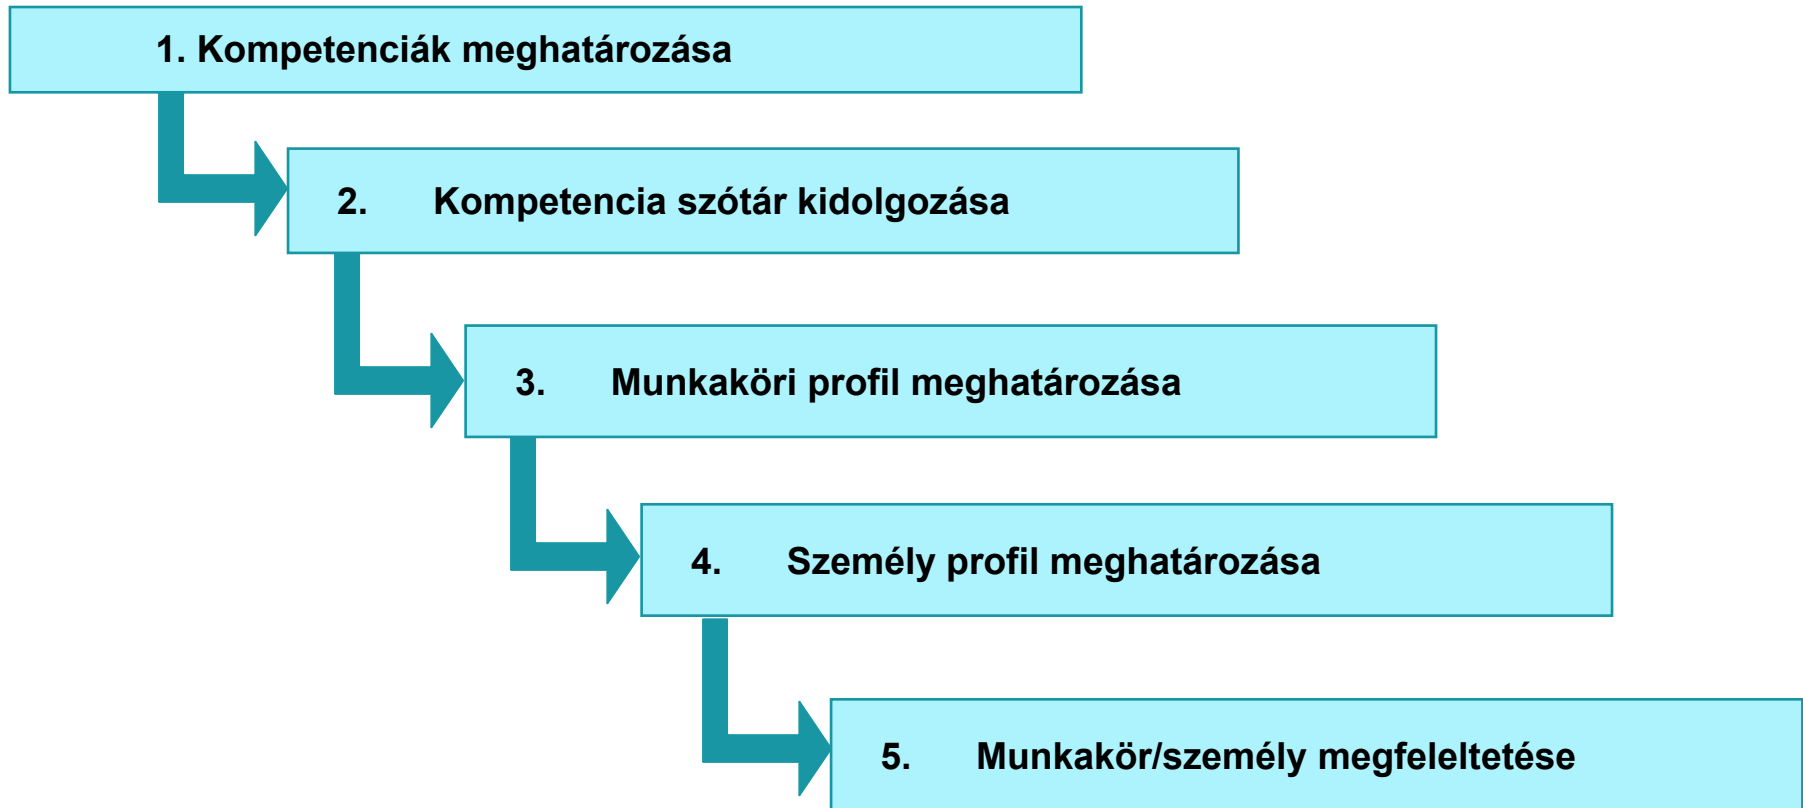 1. Kompetenciák meghatározása
2. Kompetencia szótár kidolgozása
3. Munkaköri profil meghatározása
4. Személy profil meghatározása
5. Munkakör/személy megfeleltetése